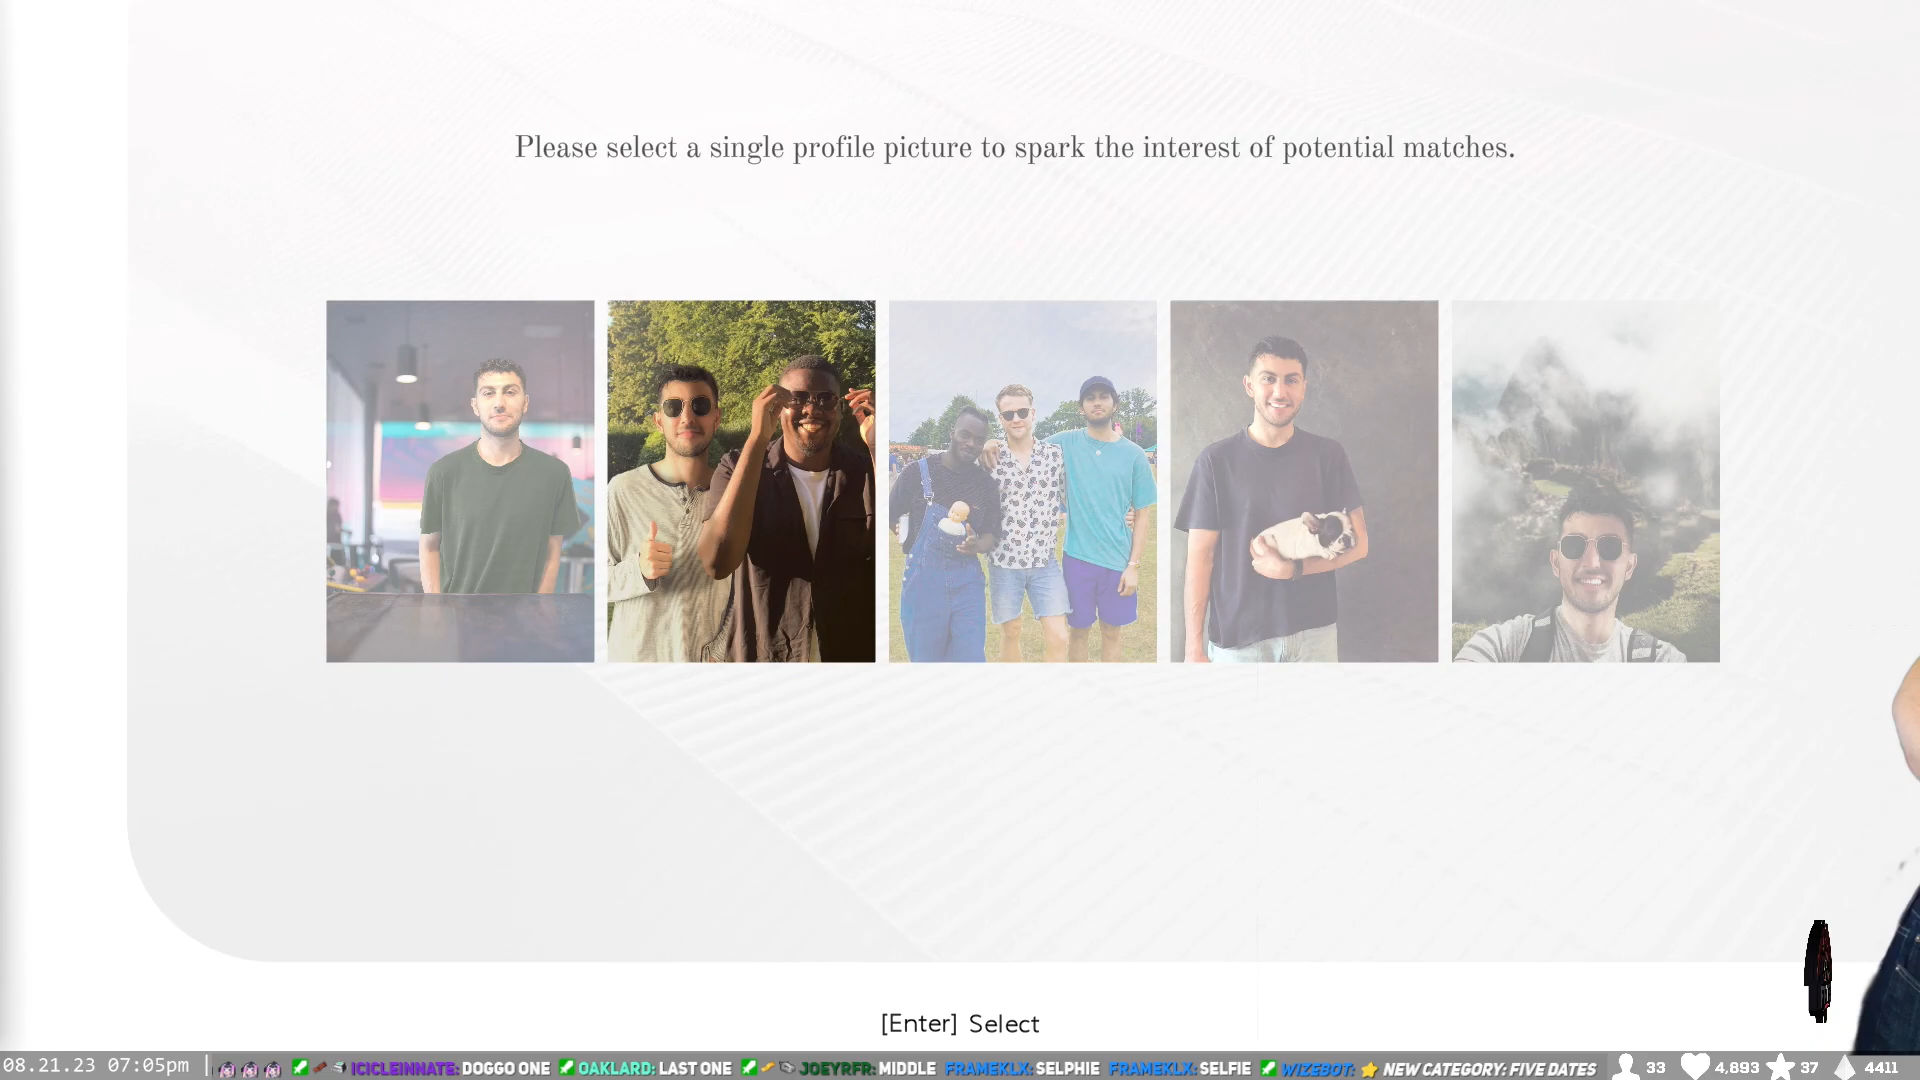 Please select a single profile picture to spark the interest of potential matches.
[Enter] Select
08.21.23 07:05pm | ICICLEINNATE: DOGGO ONE OAKLARD: LAST ONE JOEYRFR: MIDDLE FRAMEKLX: SELPHIE FRAMEKLX: SELFIE WIZEBOT: NEW CATEGORY: FIVE DATES 33 4,893 37 4411